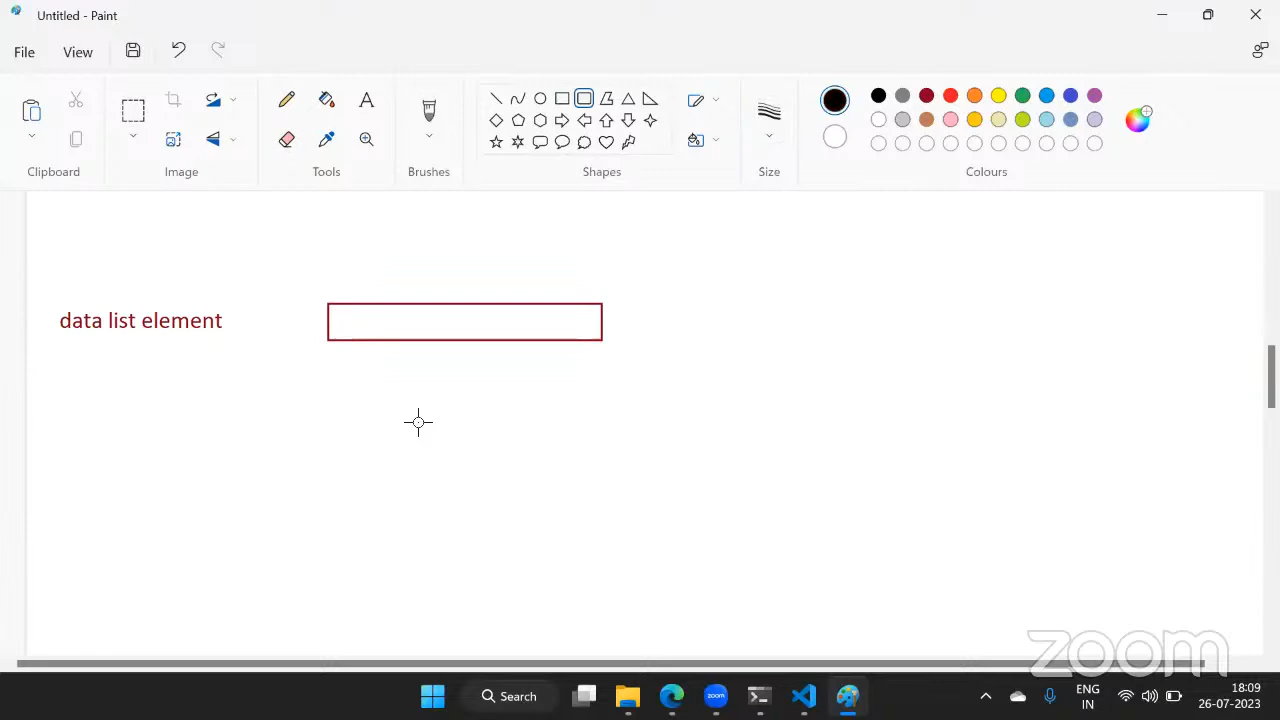 Untitled - Paint
File View
Clipboard
Image
Tools
Brushes
Shapes
Size
Colours
data list element
zoom
Search
zoom
ENG
IN
18:09
26-07-2023